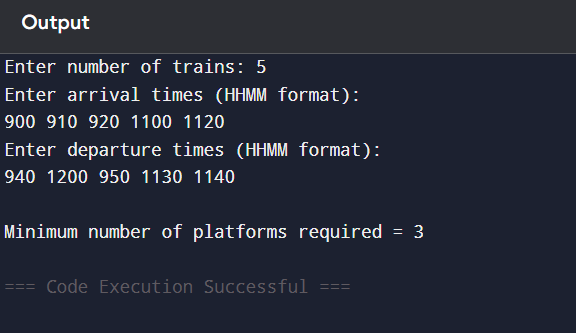 Output
Enter number of trains: 5
Enter arrival times (HHMM format):
900 910 920 1100 1120
Enter departure times (HHMM format):
940 1200 950 1130 1140
Minimum number of platforms required = 3
=== Code Execution Successful ===